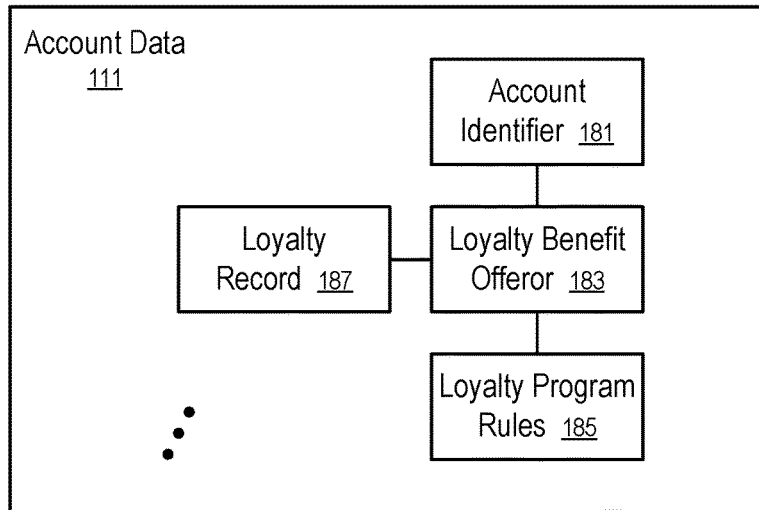 Account Data
111
Account
Identifier 181
Loyalty
Record 187
Loyalty Benefit
Offeror 183
Loyalty Program
Rules 185